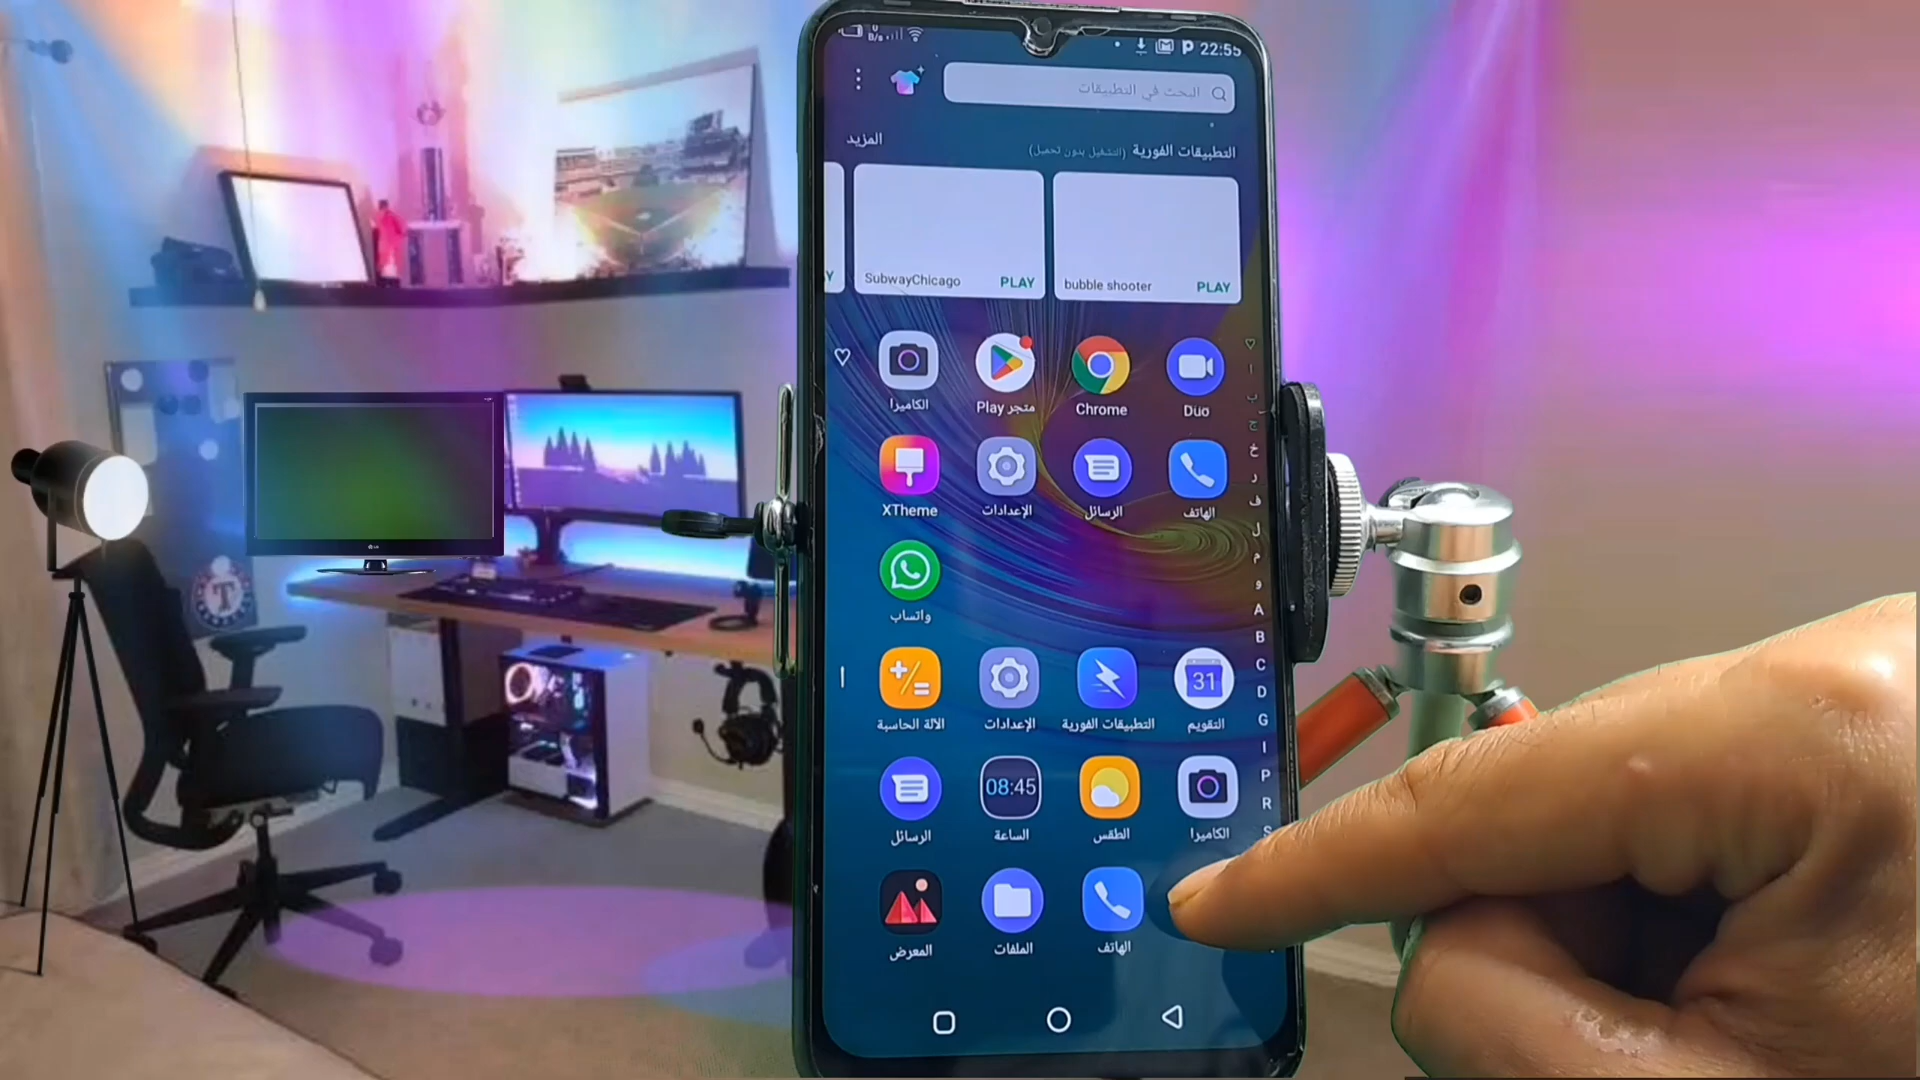 B/s
22:55
البحث في التطبيقات
التطبيقات الفورية (التشغيل بدون تحميل)
المزيد
SubwayChicago PLAY
bubble shooter PLAY
Y
الكاميرا
متجر Play
Chrome
Duo
XTheme
الإعدادات
الرسائل
الهاتف
واتساب
ا
31
الآلة الحاسبة
الإعدادات
التطبيقات الفورية
التقويم
08:45
الرسائل
الساعة
الطقس
الكاميرا
المعرض
الملفات
الهاتف
ا
ب
ج
خ
ر
ف
ل
م
و
A
B
C
D
G
I
P
R
S
LG
T